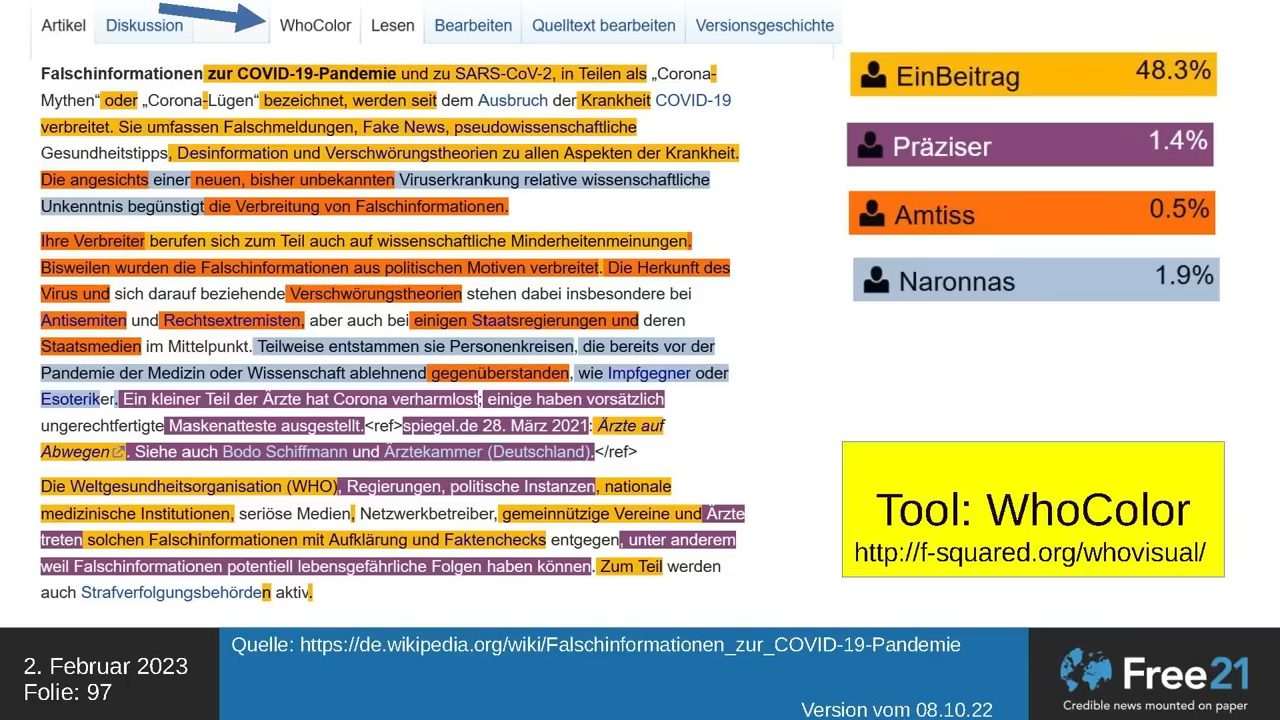 Artikel Diskussion WhoColor Lesen Bearbeiten Quelltext bearbeiten Versionsgeschichte
Falschinformationen zur COVID-19-Pandemie und zu SARS-CoV-2, in Teilen als „Corona-
Mythen“ oder „Corona-Lügen“ bezeichnet, werden seit dem Ausbruch der Krankheit COVID-19
verbreitet. Sie umfassen Falschmeldungen, Fake News, pseudowissenschaftliche
Gesundheitstipps, Desinformation und Verschwörungstheorien zu allen Aspekten der Krankheit.
Die angesichts einer neuen, bisher unbekannten Viruserkrankung relative wissenschaftliche
Unkenntnis begünstigt die Verbreitung von Falschinformationen.
Ihre Verbreiter berufen sich zum Teil auch auf wissenschaftliche Minderheitenmeinungen.
Bisweilen wurden die Falschinformationen aus politischen Motiven verbreitet. Die Herkunft des
Virus und sich darauf beziehende Verschwörungstheorien stehen dabei insbesondere bei
Antisemiten und Rechtsextremisten, aber auch bei einigen Staatsregierungen und deren
Staatsmedien im Mittelpunkt. Teilweise entstammen sie Personenkreisen, die bereits vor der
Pandemie der Medizin oder Wissenschaft ablehnend gegenüberstanden, wie Impfgegner oder
Esoteriker. Ein kleiner Teil der Ärzte hat Corona verharmlost; einige haben vorsätzlich
ungerechtfertigte Maskenatteste ausgestellt.<ref>spiegel.de 28. März 2021: Ärzte auf
Abwegen. Siehe auch Bodo Schiffmann und Ärztekammer (Deutschland).</ref>
Die Weltgesundheitsorganisation (WHO), Regierungen, politische Instanzen, nationale
medizinische Institutionen, seriöse Medien, Netzwerkbetreiber, gemeinnützige Vereine und Ärzte
treten solchen Falschinformationen mit Aufklärung und Faktenchecks entgegen, unter anderem
weil Falschinformationen potentiell lebensgefährliche Folgen haben können. Zum Teil werden
auch Strafverfolgungsbehörden aktiv.
EinBeitrag 48.3%
Präziser 1.4%
Amtiss 0.5%
Naronnas 1.9%
Tool: WhoColor
http://f-squared.org/whovisual/
2. Februar 2023
Folie: 97
Quelle: https://de.wikipedia.org/wiki/Falschinformationen_zur_COVID-19-Pandemie
Version vom 08.10.22
Free21
Credible news mounted on paper